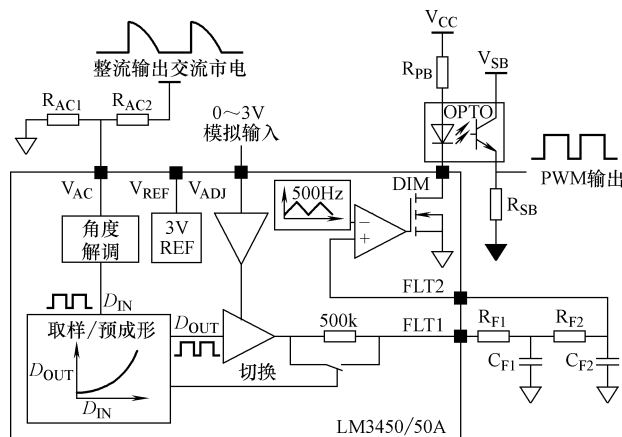 整流输出交流市电
R_AC1
R_AC2
0～3V
模拟输入
V_CC
R_PB
V_SB
OPTO
PWM输出
R_SB
V_AC
V_REF
V_ADJ
500Hz
DIM
角度
解调
3V
REF
D_IN
取样/预成形
D_OUT
D_IN
D_OUT
切换
500k
FLT2
FLT1
R_F1
R_F2
C_F1
C_F2
LM3450/50A